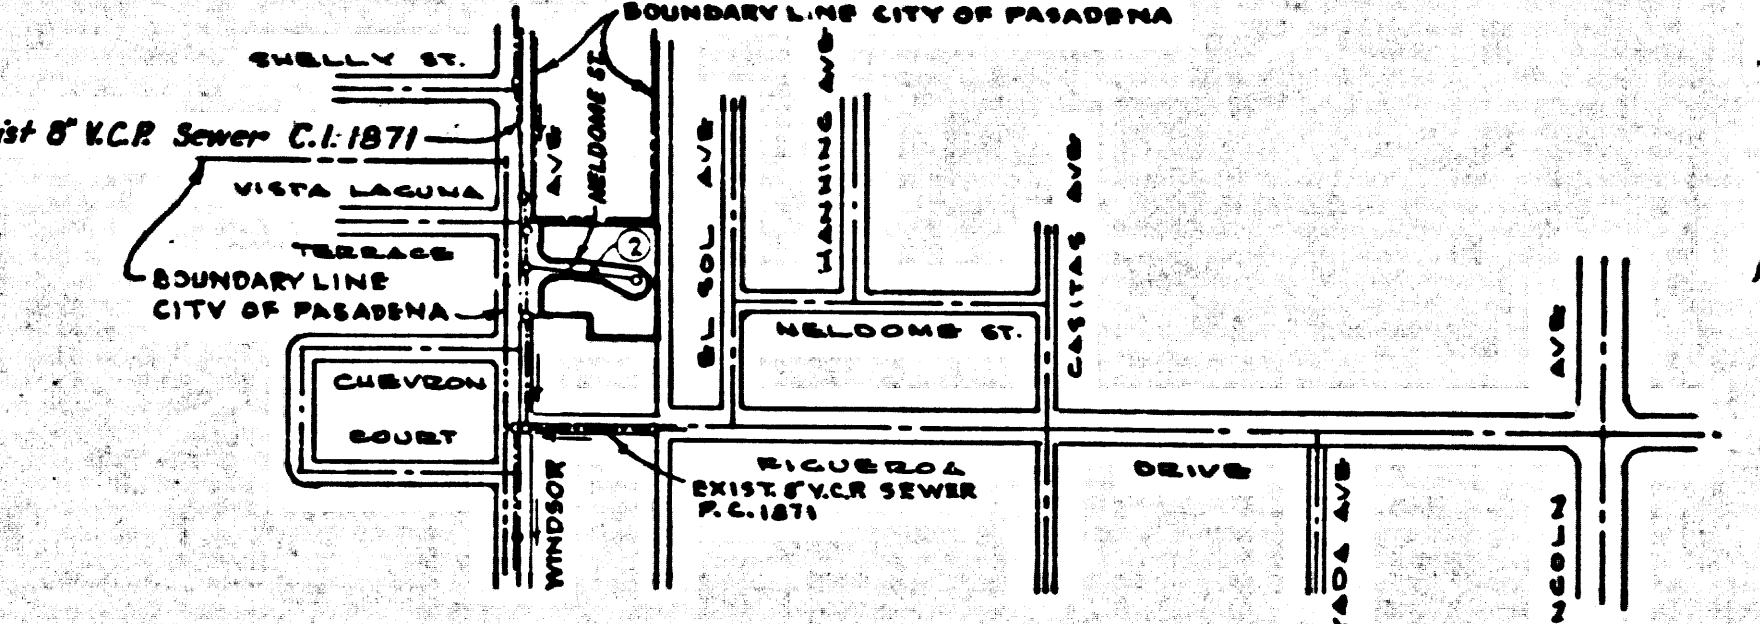 BOUNDARY LINE CITY OF PASADENA
SHELLY ST.
8" V.C.P. Sewer C.I. 1871
VISTA LAGUNA
TERRACE
BOUNDARY LINE
CITY OF PASADENA
AVE
NELDOME ST.
2
EL SOL AVE
MANNING AVE
CASITAS AVE
NELDOME ST.
AVE
CHEVRON
COURT
WINDSOR
FIGUEROA
DRIVE
EXIST. 8" V.C.P. SEWER
P.C. 1871
AVE